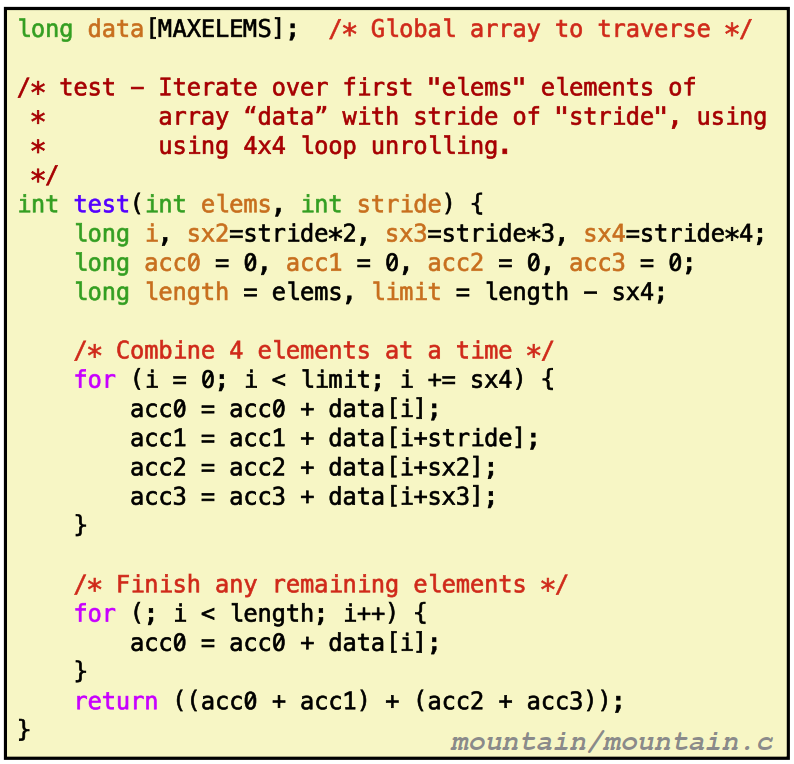 long data[MAXELEMS];  /* Global array to traverse */

/* test - Iterate over first "elems" elements of
 *        array “data” with stride of "stride", using
 *        using 4x4 loop unrolling.
 */
int test(int elems, int stride) {
    long i, sx2=stride*2, sx3=stride*3, sx4=stride*4;
    long acc0 = 0, acc1 = 0, acc2 = 0, acc3 = 0;
    long length = elems, limit = length - sx4;

    /* Combine 4 elements at a time */
    for (i = 0; i < limit; i += sx4) {
        acc0 = acc0 + data[i];
        acc1 = acc1 + data[i+stride];
        acc2 = acc2 + data[i+sx2];
        acc3 = acc3 + data[i+sx3];
    }

    /* Finish any remaining elements */
    for (; i < length; i++) {
        acc0 = acc0 + data[i];
    }
    return ((acc0 + acc1) + (acc2 + acc3));
}
mountain/mountain.c